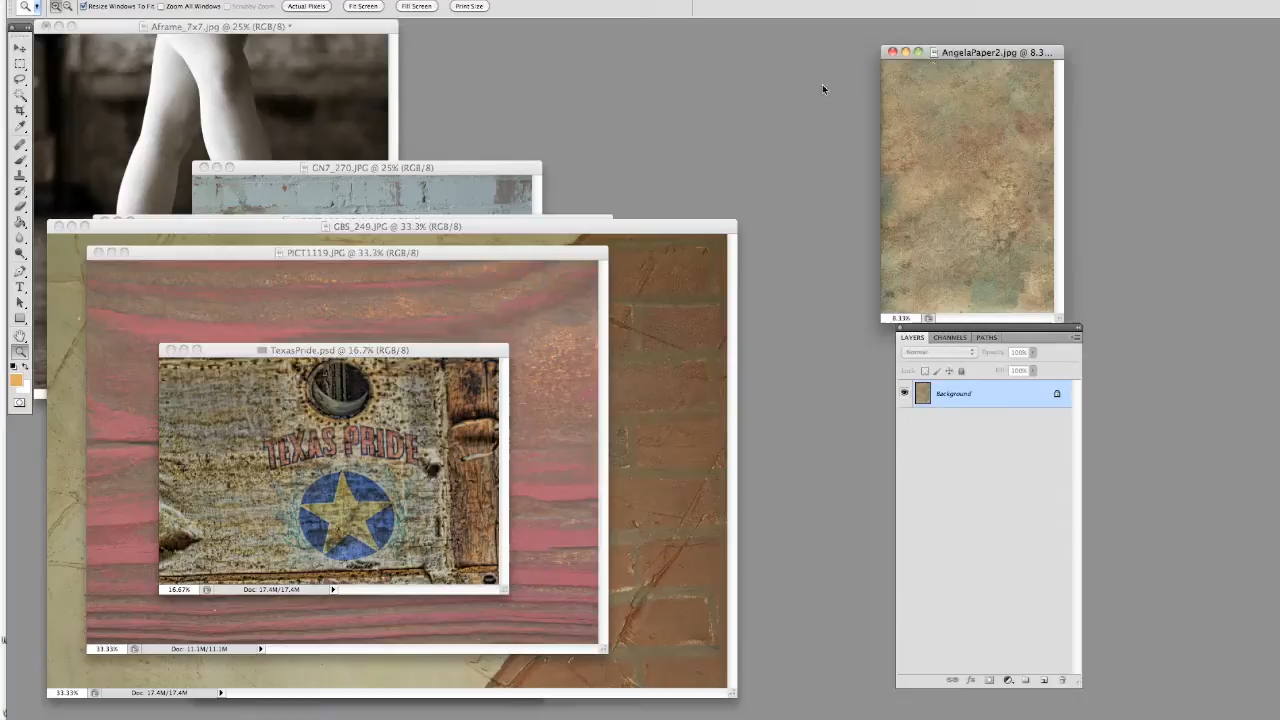 Resize Windows To Fit Zoom All Windows Scrubby Zoom Actual Pixels Fit Screen Fill Screen Print Size
Aframe_7x7.jpg @ 25% (RGB/8) *
AngelaPaper2.jpg @ 8.3...
GN7_270.JPG @ 25% (RGB/8)
GBS_249.JPG @ 33.3% (RGB/8)
PICT1119.JPG @ 33.3% (RGB/8)
TexasPride.psd @ 16.7% (RGB/8)
TEXAS PRIDE
16.67% Doc: 17.4M/17.4M
33.33% Doc: 11.1M/11.1M
33.33% Doc: 17.4M/17.4M
8.33%
LAYERS CHANNELS PATHS
Normal Opacity: 100%
Lock: Fill: 100%
Background